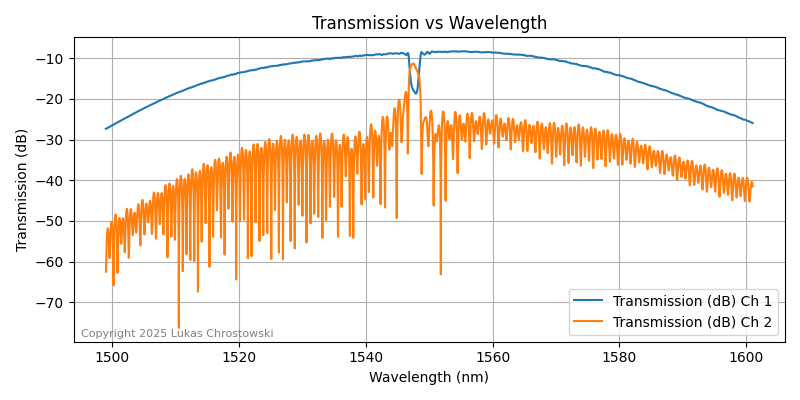 Transmission vs Wavelength
Transmission (dB)
−10
−20
−30
−40
−50
−60
−70
Transmission (dB) Ch 1
Transmission (dB) Ch 2
Copyright 2025 Lukas Chrostowski
1500
1520
1540
1560
1580
1600
Wavelength (nm)